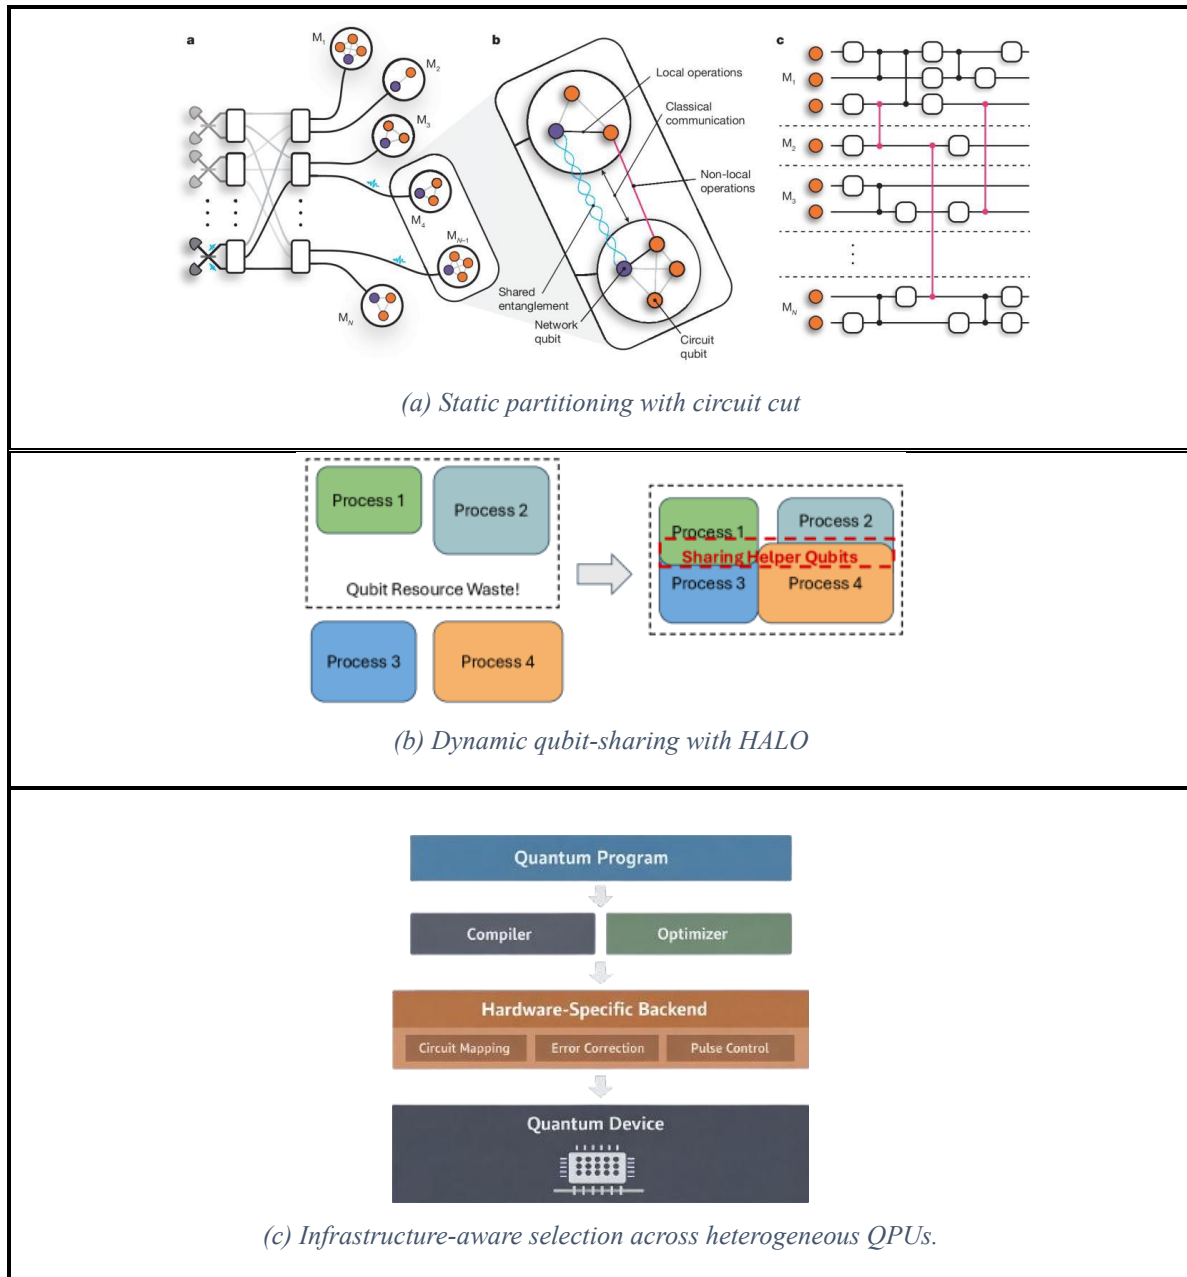 a
M1
M2
M3
M4
MN-1
MN
b
Local operations
Classical
communication
Non-local
operations
Shared
entanglement
Network
qubit
Circuit
qubit
c
M1
M2
M3
MN
(a) Static partitioning with circuit cut
Process 1
Process 2
Qubit Resource Waste!
Process 3
Process 4
Process 1
Process 2
Sharing Helper Qubits
Process 3
Process 4
(b) Dynamic qubit-sharing with HALO
Quantum Program
Compiler
Optimizer
Hardware-Specific Backend
Circuit Mapping
Error Correction
Pulse Control
Quantum Device
(c) Infrastructure-aware selection across heterogeneous QPUs.